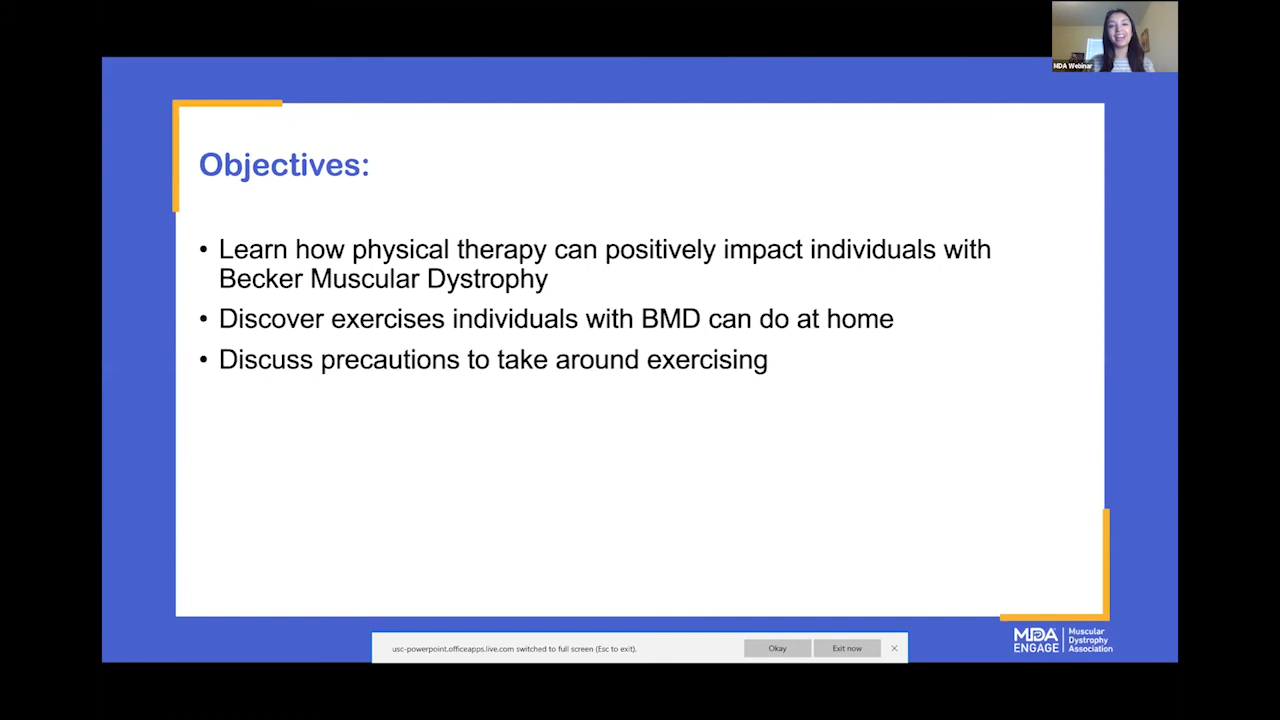 MDA Webinar
Objectives:
• Learn how physical therapy can positively impact individuals with
Becker Muscular Dystrophy
• Discover exercises individuals with BMD can do at home
• Discuss precautions to take around exercising
MDA
ENGAGE
Muscular
Dystrophy
Association
usc-powerpoint.officeapps.live.com switched to full screen (Esc to exit).
Okay
Exit now